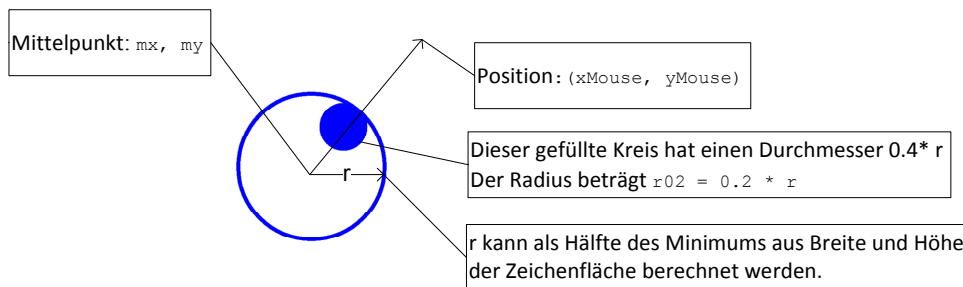 Mittelpunkt: mx, my
Position: (xMouse, yMouse)
Dieser gefüllte Kreis hat einen Durchmesser 0.4* r
Der Radius beträgt r02 = 0.2 * r
r
r kann als Hälfte des Minimums aus Breite und Höhe
der Zeichenfläche berechnet werden.